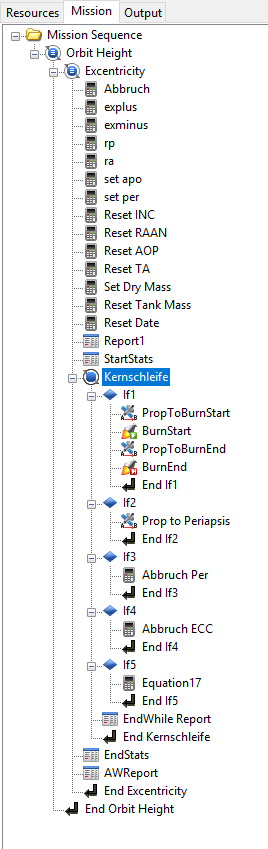 Resources Mission Output
Mission Sequence
Orbit Height
Excentricity
Abbruch
explus
exminus
rp
ra
set apo
set per
Reset INC
Reset RAAN
Reset AOP
Reset TA
Set Dry Mass
Reset Tank Mass
Reset Date
Report1
StartStats
Kernschleife
If1
PropToBurnStart
BurnStart
PropToBurnEnd
BurnEnd
End If1
If2
Prop to Periapsis
End If2
If3
Abbruch Per
End If3
If4
Abbruch ECC
End If4
If5
Equation17
End If5
EndWhile Report
End Kernschleife
EndStats
AWReport
End Excentricity
End Orbit Height